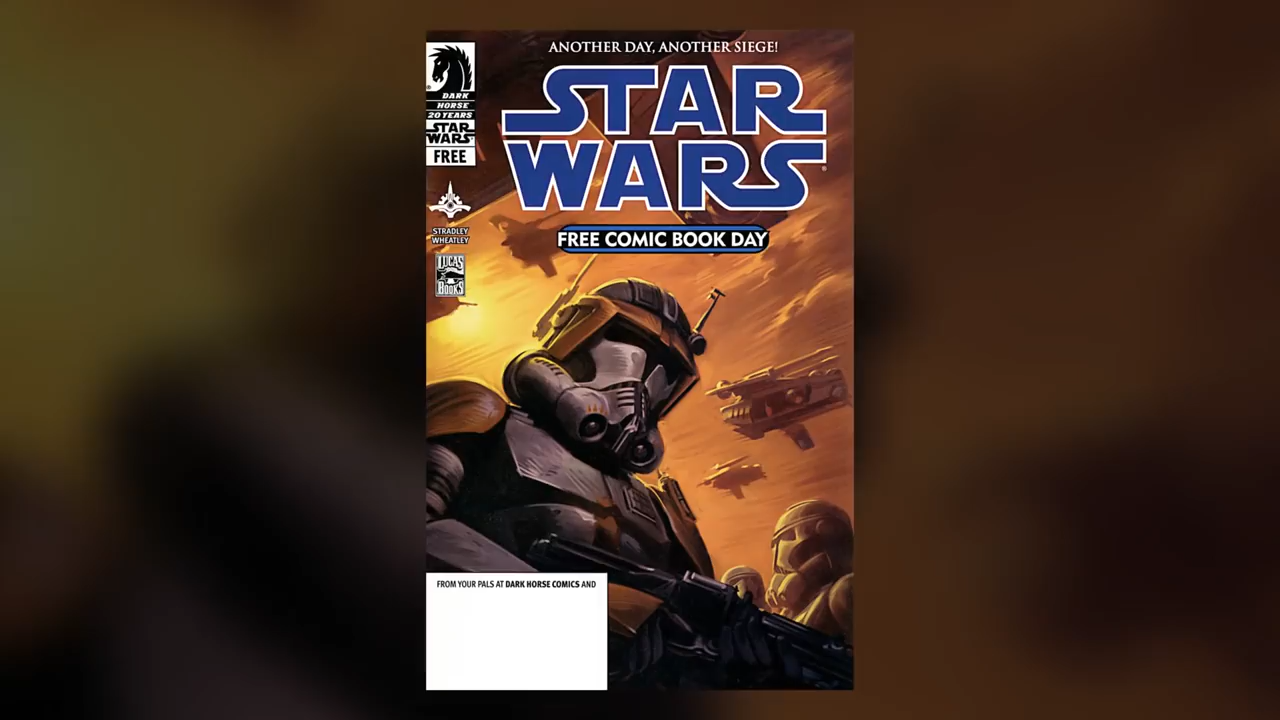 ANOTHER DAY, ANOTHER SIEGE!
STAR
WARS
®
FREE COMIC BOOK DAY
DARK
HORSE
20 YEARS
STAR
WARS
FREE
STRADLEY
WHEATLEY
LUCAS
BOOKS
FROM YOUR PALS AT DARK HORSE COMICS AND